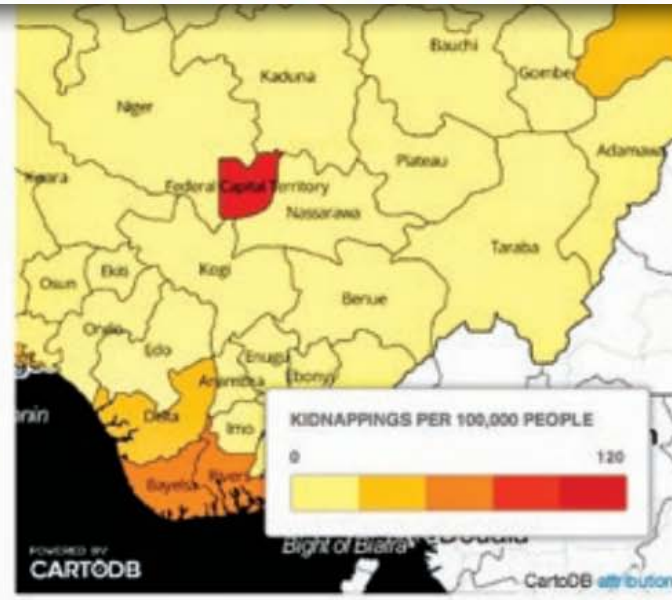 Bauchi
Kaduna
Gombe
Niger
Plateau
Adamawa
Kwara
Federal Capital Territory
Nassarawa
Taraba
Osun
Ekiti
Kogi
Benue
Ondo
Edo
Enugu
Anambra
Ebonyi
Delta
Imo
Bayelsa
Rivers
KIDNAPPINGS PER 100,000 PEOPLE
0 120
Bight of Biafra
Douala
POWERED BY
CARTODB
CartoDB attribution